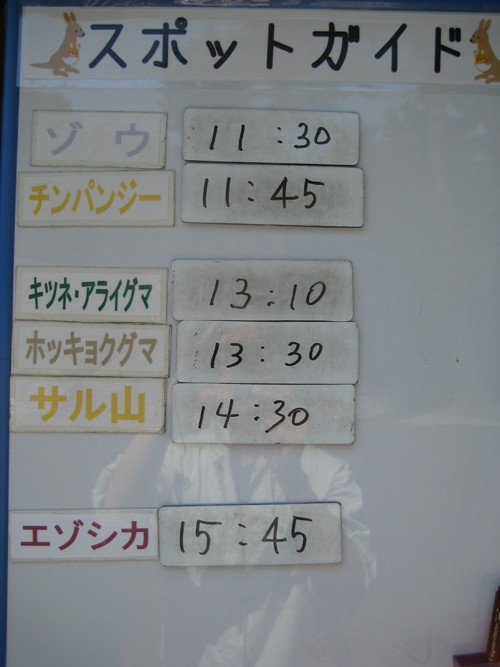 スポットガイド
ゾウ 11:30
チンパンジー 11:45
キツネ・アライグマ 13:10
ホッキョクグマ 13:30
サル山 14:30
エゾシカ 15:45